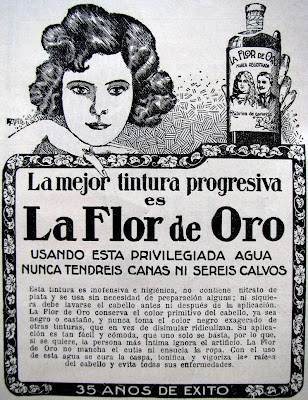 LA FLOR DE ORO
MARCA REGISTRADA
La mejor tintura progresiva
es
La Flor de Oro
USANDO ESTA PRIVILEGIADA AGUA
NUNCA TENDREIS CANAS NI SEREIS CALVOS
Esta tintura es inofensiva e higiénica, no contiene nitrato de
plata y se usa sin necesidad de preparación alguna; ni siquie
ra debe lavarse el cabello antes ni después de la aplicación.
La Flor de Oro conserva el color primitivo del cabello, ya sea
negro o castaño, y nunca toma el color negro exagerado de
otras tinturas, que en vez de disimular ridiculizan. Su aplica-
ción es tan fácil y cómoda, que uno solo se basta, por lo que,
si se quiere, la persona más íntima ignora el artificio. La Flor
de Oro no mancha el cutis ni ensucia la ropa. Con el uso
de esta agua se cura la caspa, bonifica y vigoriza las raíces
del cabello y evita todas sus enfermedades.
35 AÑOS DE EXITO